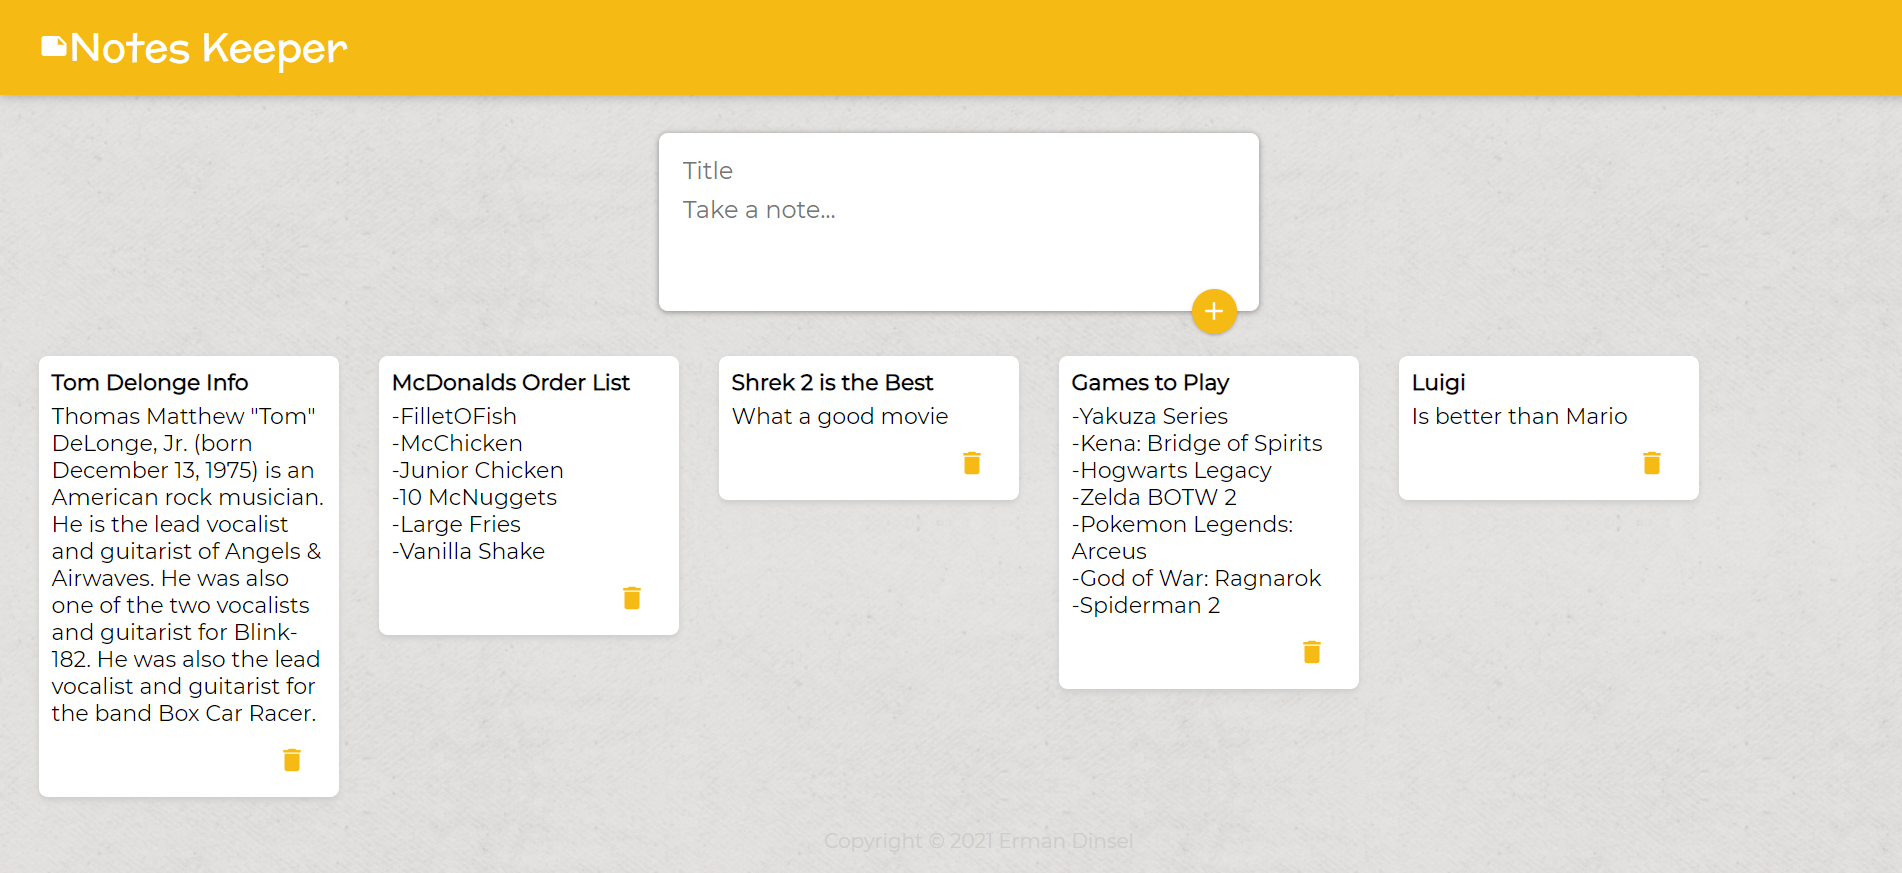 Notes Keeper
Title
Take a note...
Tom Delonge Info
Thomas Matthew "Tom"
DeLonge, Jr. (born
December 13, 1975) is an
American rock musician.
He is the lead vocalist
and guitarist of Angels &
Airwaves. He was also
one of the two vocalists
and guitarist for Blink-
182. He was also the lead
vocalist and guitarist for
the band Box Car Racer.
McDonalds Order List
-FilletOFish
-McChicken
-Junior Chicken
-10 McNuggets
-Large Fries
-Vanilla Shake
Shrek 2 is the Best
What a good movie
Games to Play
-Yakuza Series
-Kena: Bridge of Spirits
-Hogwarts Legacy
-Zelda BOTW 2
-Pokemon Legends:
Arceus
-God of War: Ragnarok
-Spiderman 2
Luigi
Is better than Mario
Copyright © 2021 Erman Dinsel